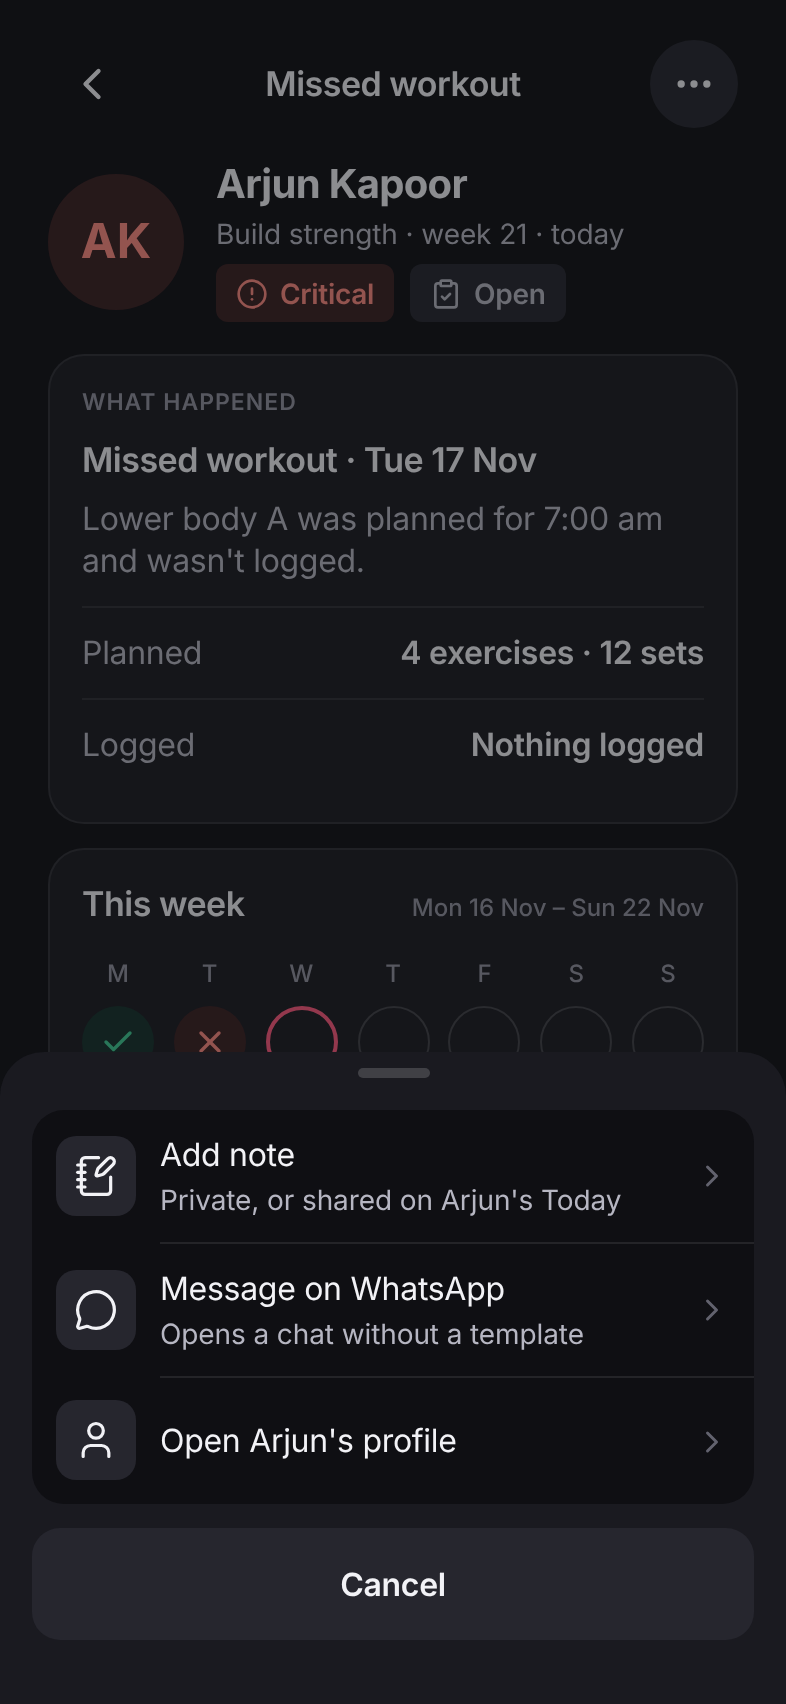 Missed workout
AK
Arjun Kapoor
Build strength · week 21 · today
Critical
Open
WHAT HAPPENED
Missed workout · Tue 17 Nov
Lower body A was planned for 7:00 am
and wasn't logged.
Planned
4 exercises · 12 sets
Logged
Nothing logged
This week
Mon 16 Nov – Sun 22 Nov
M T W T F S S
Add note
Private, or shared on Arjun's Today
Message on WhatsApp
Opens a chat without a template
Open Arjun's profile
Cancel